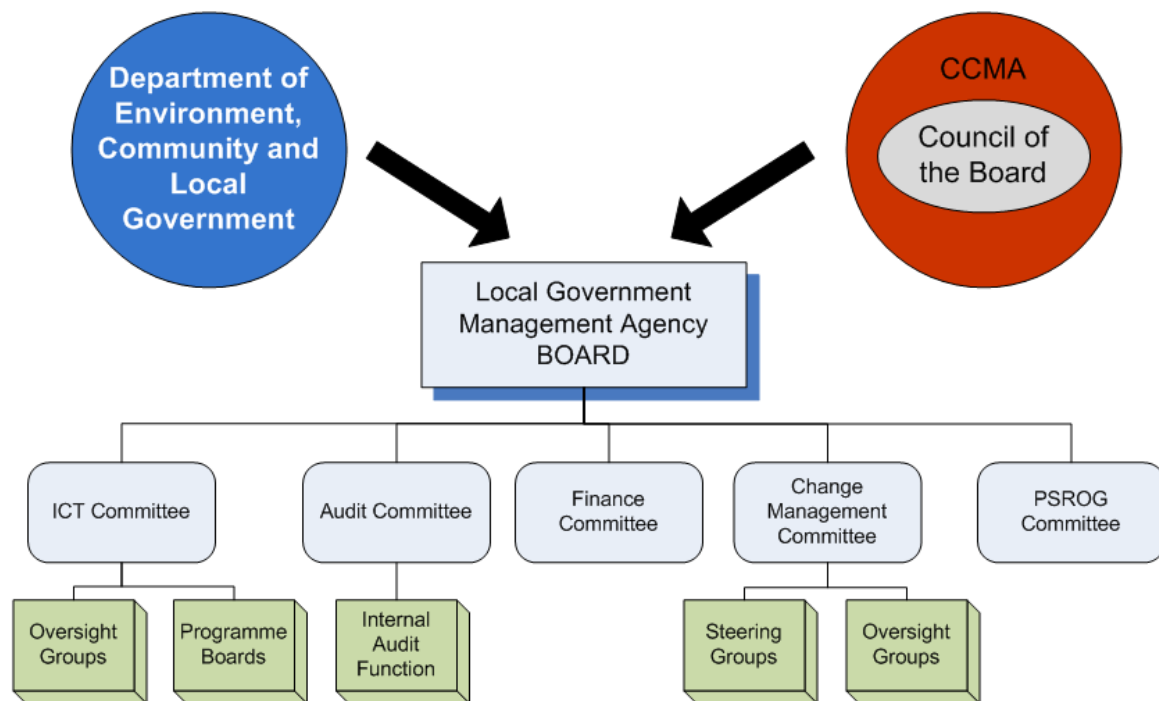 Department of
Environment,
Community and
Local
Government
CCMA
Council of
the Board
Local Government
Management Agency
BOARD
ICT Committee
Audit Committee
Finance
Committee
Change
Management
Committee
PSROG
Committee
Oversight
Groups
Programme
Boards
Internal
Audit
Function
Steering
Groups
Oversight
Groups